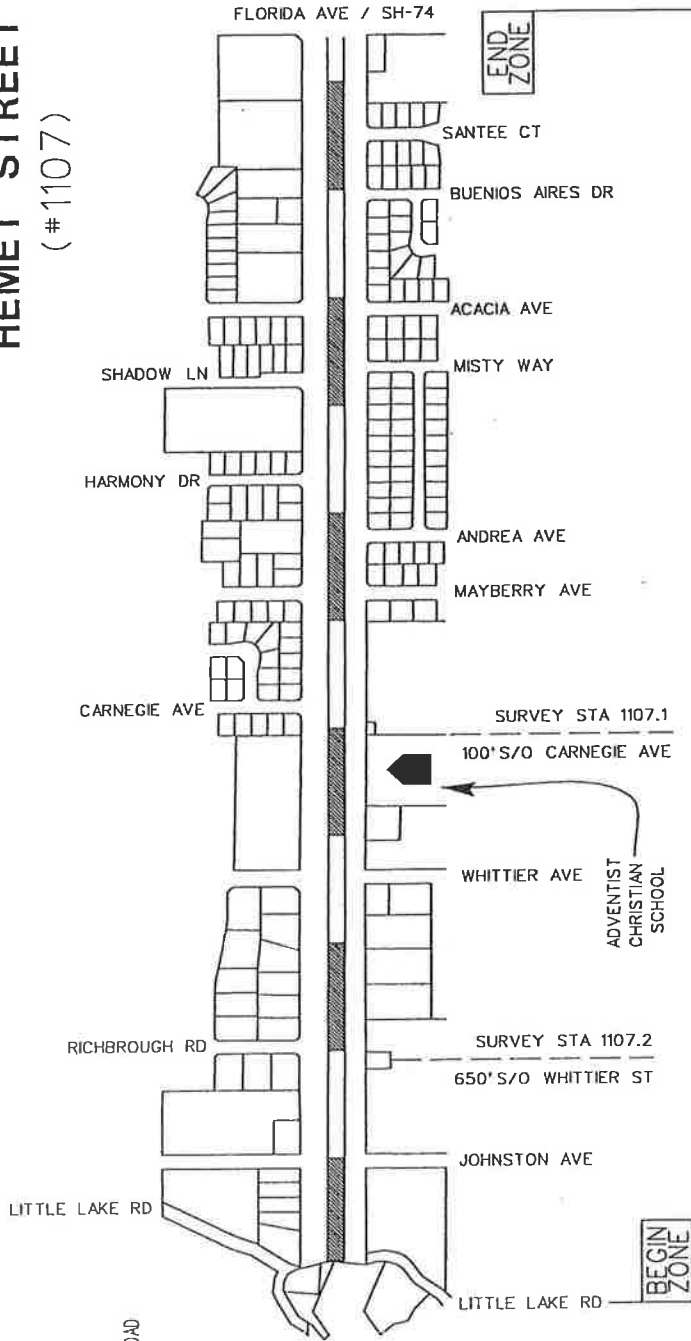 HEMET STREET
(#1107)
FLORIDA AVE / SH-74
END
ZONE
SANTEE CT
BUENIOS AIRES DR
ACACIA AVE
SHADOW LN
MISTY WAY
HARMONY DR
ANDREA AVE
MAYBERRY AVE
CARNEGIE AVE
SURVEY STA 1107.1
100'S/O CARNEGIE AVE
WHITTIER AVE
ADVENTIST
CHRISTIAN
SCHOOL
RICHBROUGH RD
SURVEY STA 1107.2
650'S/O WHITTIER ST
JOHNSTON AVE
LITTLE LAKE RD
BEGIN
ZONE
LITTLE LAKE RD